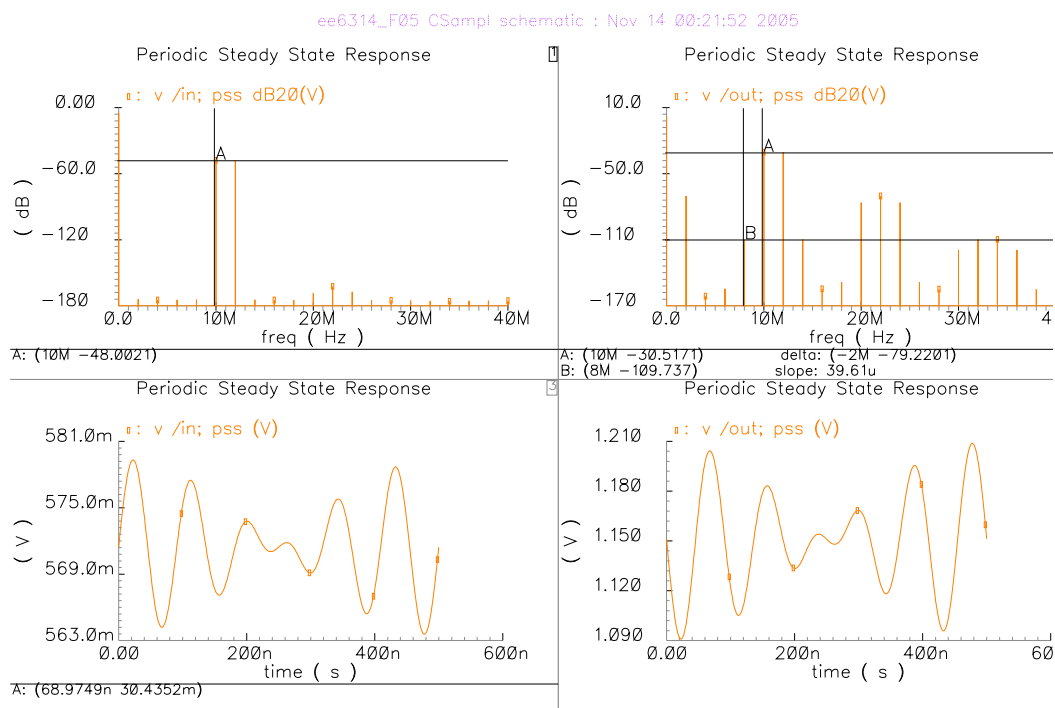 ee6314_F05 CSampl schematic : Nov 14 00:21:52 2005
Periodic Steady State Response
1
▯: v /in; pss dB20(V)
0.00
-60.0
-120
-180
( dB )
A
0.0
10M
20M
30M
40M
freq ( Hz )
A: (10M -48.0021)
Periodic Steady State Response
▯: v /out; pss dB20(V)
10.0
-50.0
-110
-170
( dB )
A
B
0.0
10M
20M
30M
4
freq ( Hz )
A: (10M -30.5171) delta: (-2M -79.2201)
B: (8M -109.737) slope: 39.61u
Periodic Steady State Response
3
▯: v /in; pss (V)
581.0m
575.0m
569.0m
563.0m
( V )
0.00
200n
400n
600n
time ( s )
A: (68.9749n 30.4352m)
Periodic Steady State Response
▯: v /out; pss (V)
1.210
1.180
1.150
1.120
1.090
( V )
0.00
200n
400n
60
time ( s )